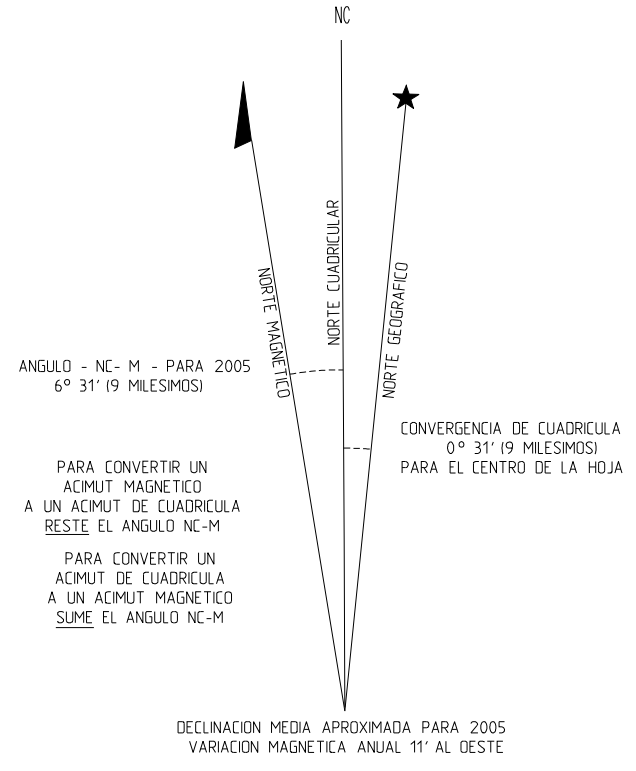 NC
NORTE MAGNETICO
NORTE CUADRICULAR
NORTE GEOGRAFICO
ANGULO - NC- M - PARA 2005
6° 31' (9 MILESIMOS)
CONVERGENCIA DE CUADRICULA
0° 31' (9 MILESIMOS)
PARA EL CENTRO DE LA HOJA
PARA CONVERTIR UN
ACIMUT MAGNETICO
A UN ACIMUT DE CUADRICULA
RESTE EL ANGULO NC-M
PARA CONVERTIR UN
ACIMUT DE CUADRICULA
A UN ACIMUT MAGNETICO
SUME EL ANGULO NC-M
DECLINACION MEDIA APROXIMADA PARA 2005
VARIACION MAGNETICA ANUAL 11' AL OESTE